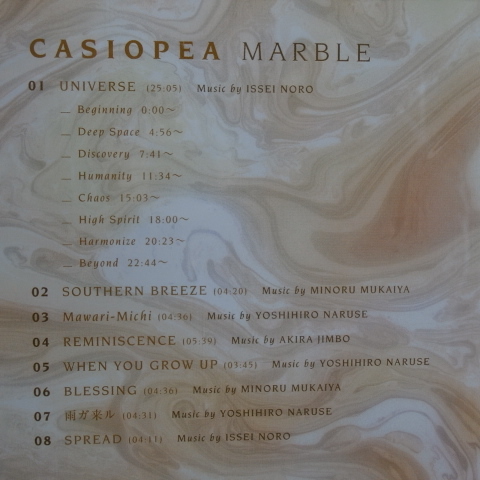 CASIOPEA MARBLE
01 UNIVERSE (25:05) Music by ISSEI NORO
— Beginning 0:00～
— Deep Space 4:56～
— Discovery 7:41～
— Humanity 11:34～
— Chaos 15:03～
— High Spirit 18:00～
— Harmonize 20:23～
— Beyond 22:44～
02 SOUTHERN BREEZE (04:20) Music by MINORU MUKAIYA
03 Mawari-Michi (04:36) Music by YOSHIHIRO NARUSE
04 REMINISCENCE (05:39) Music by AKIRA JIMBO
05 WHEN YOU GROW UP (03:45) Music by YOSHIHIRO NARUSE
06 BLESSING (04:36) Music by MINORU MUKAIYA
07 雨ガ来ル (04:31) Music by YOSHIHIRO NARUSE
08 SPREAD (04:11) Music by ISSEI NORO